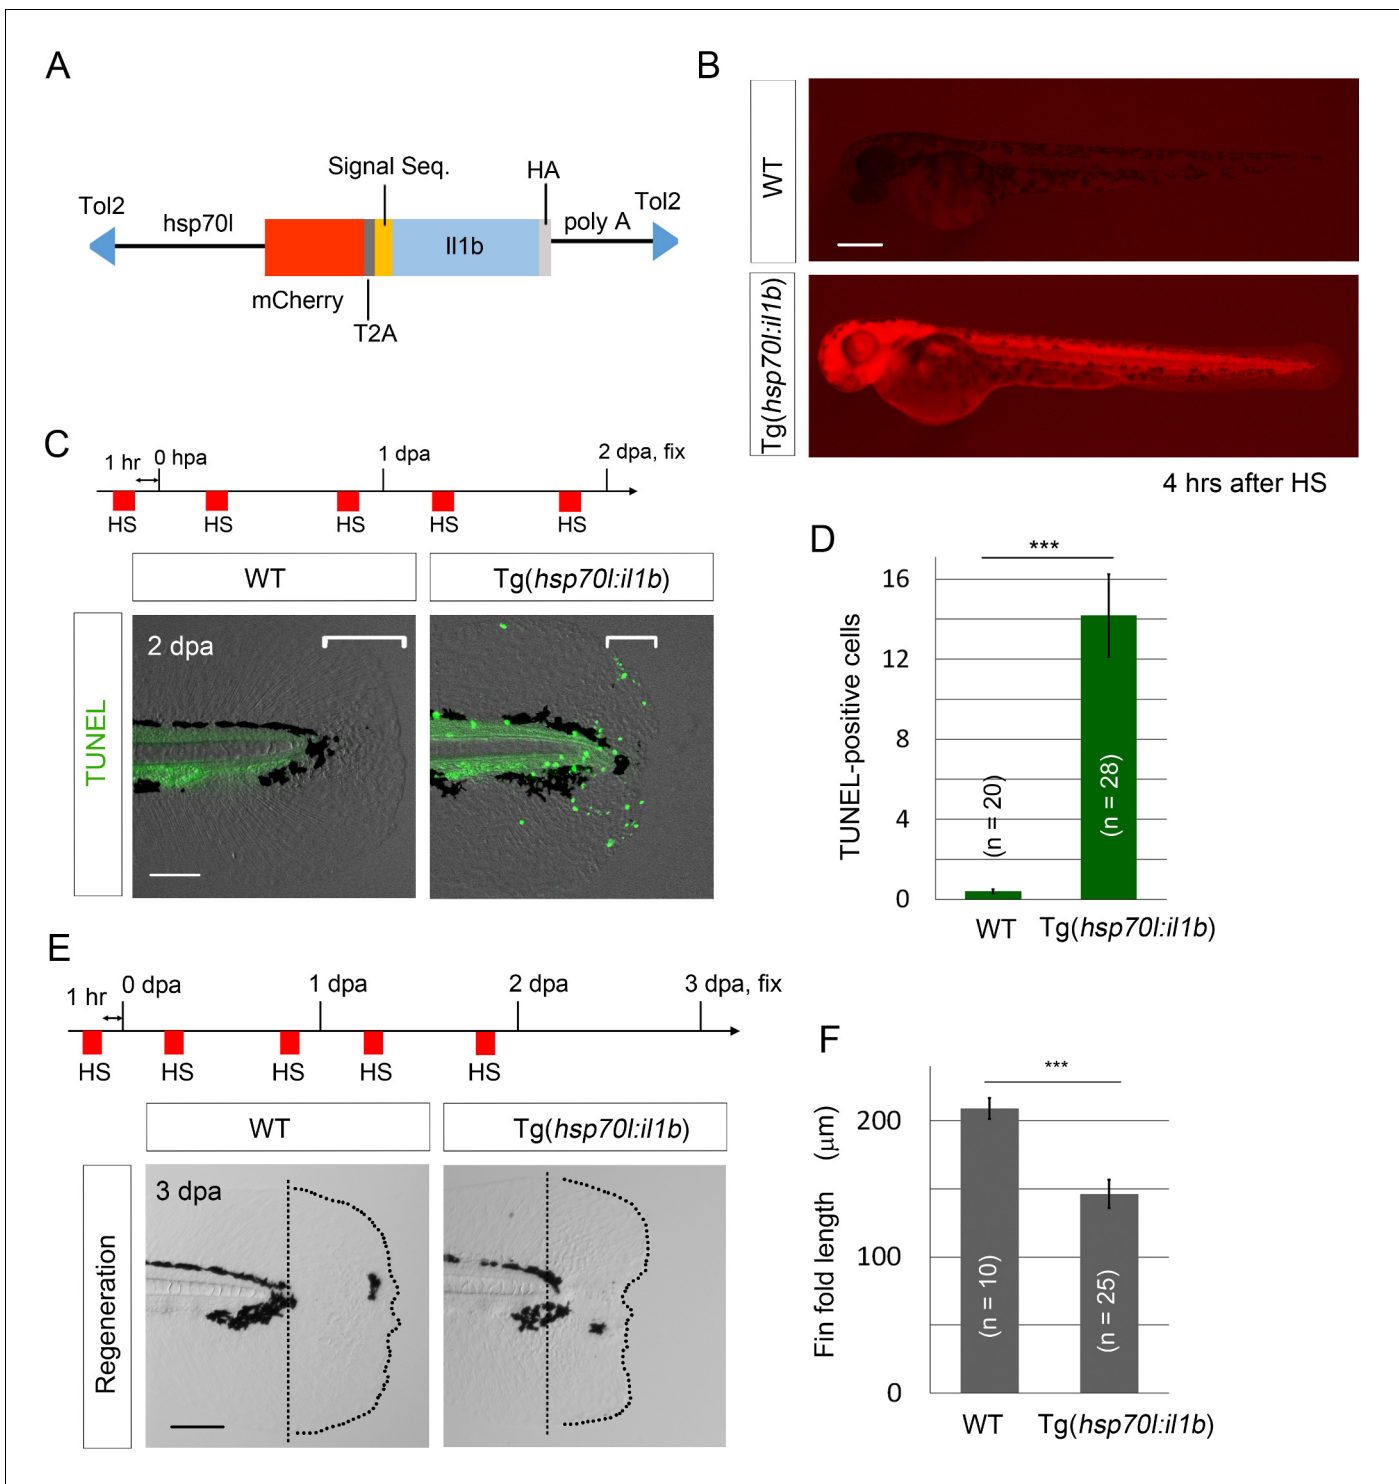 A
Signal Seq.
HA
Tol2
hsp70l
poly A
Tol2
Il1b
mCherry
T2A
B
WT
Tg(hsp70l:il1b)
4 hrs after HS
C
1 hr
0 hpa
1 dpa
2 dpa, fix
HS
HS
HS
HS
HS
WT
Tg(hsp70l:il1b)
TUNEL
2 dpa
D
***
TUNEL-positive cells
16
12
8
4
0
(n = 20)
(n = 28)
WT
Tg(hsp70l:il1b)
E
1 hr
0 dpa
1 dpa
2 dpa
3 dpa, fix
HS
HS
HS
HS
HS
WT
Tg(hsp70l:il1b)
Regeneration
3 dpa
F
***
Fin fold length (μm)
200
100
0
(n = 10)
(n = 25)
WT
Tg(hsp70l:il1b)